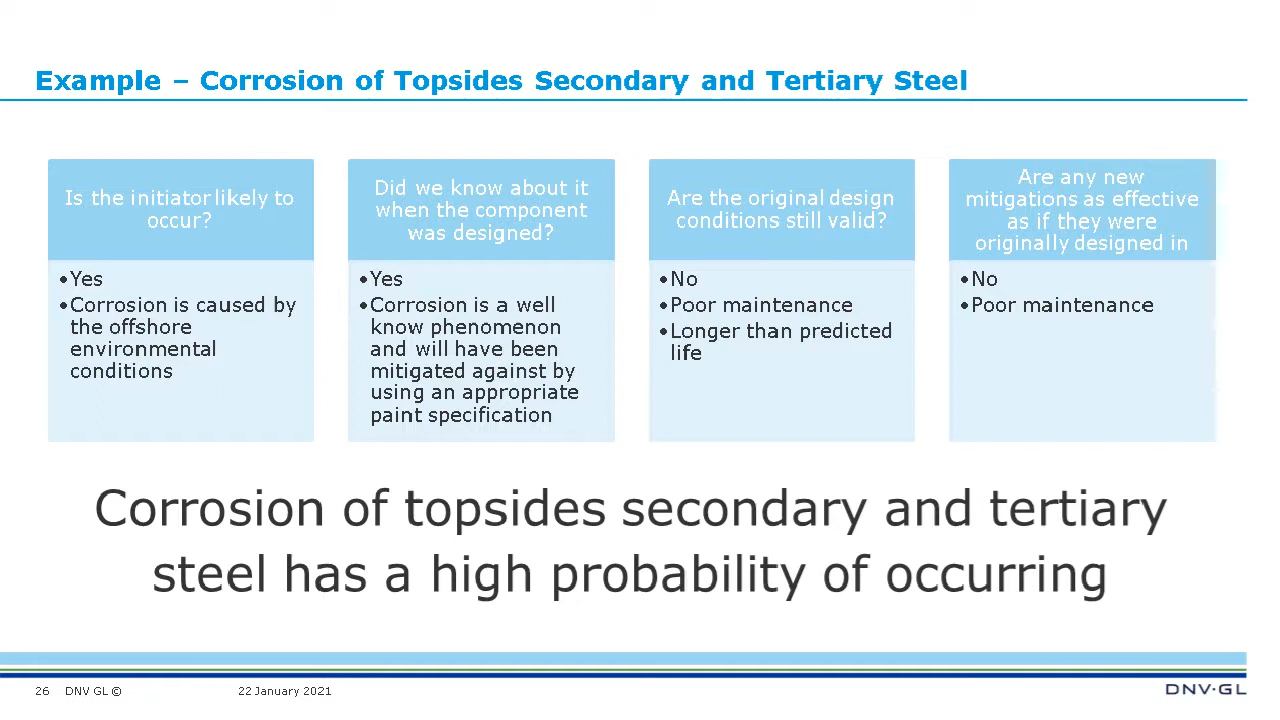 Example – Corrosion of Topsides Secondary and Tertiary Steel
Is the initiator likely to
occur?
•Yes
•Corrosion is caused by
the offshore
environmental
conditions
Did we know about it
when the component
was designed?
•Yes
•Corrosion is a well
know phenomenon
and will have been
mitigated against by
using an appropriate
paint specification
Are the original design
conditions still valid?
•No
•Poor maintenance
•Longer than predicted
life
Are any new
mitigations as effective
as if they were
originally designed in
•No
•Poor maintenance
Corrosion of topsides secondary and tertiary
steel has a high probability of occurring
26 DNV GL © 22 January 2021
DNV·GL